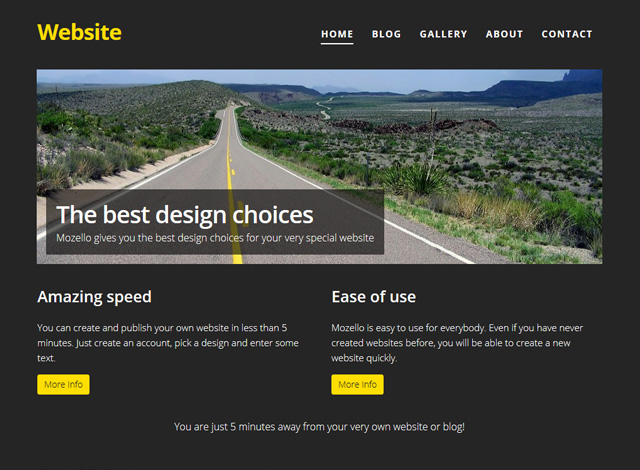 Website
HOME BLOG GALLERY ABOUT CONTACT
The best design choices
Mozello gives you the best design choices for your very special website
Amazing speed
You can create and publish your own website in less than 5
minutes. Just create an account, pick a design and enter some
text.
More Info
Ease of use
Mozello is easy to use for everybody. Even if you have never
created websites before, you will be able to create a new
website quickly.
More Info
You are just 5 minutes away from your very own website or blog!